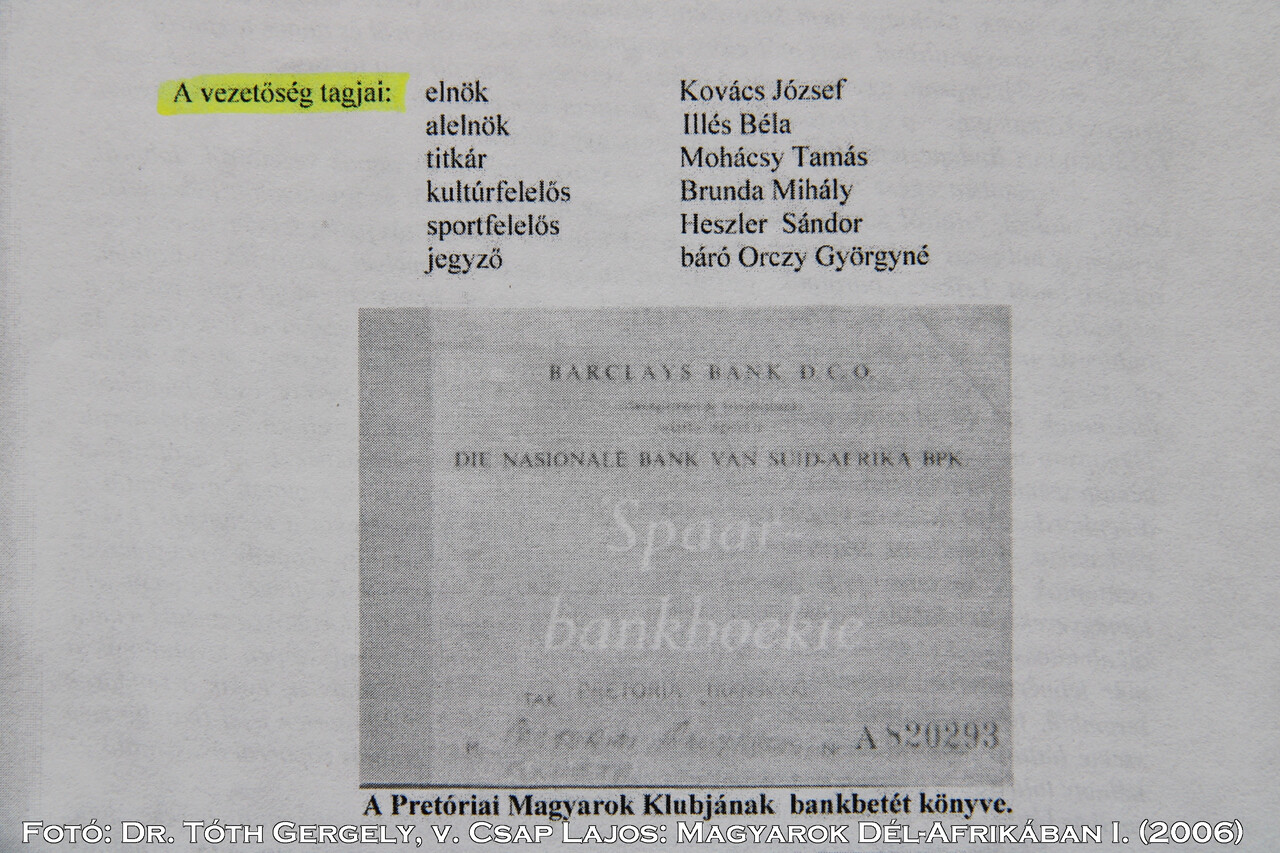 A vezetőség tagjai: elnök Kovács József
alelnök Illés Béla
titkár Mohácsy Tamás
kultúrfelelős Brunda Mihály
sportfelelős Heszler Sándor
jegyző báró Orczy Györgyné
BARCLAYS BANK D.C.O.
DIE NASIONALE BANK VAN SUID-AFRIKA BPK.
Spaar-
bankboekie
TAK PRETORIA TRANSVAAL
A 820293
A Pretóriai Magyarok Klubjának bankbetét könyve.
Fotó: Dr. Tóth Gergely, v. Csap Lajos: Magyarok Dél-Afrikában I. (2006)